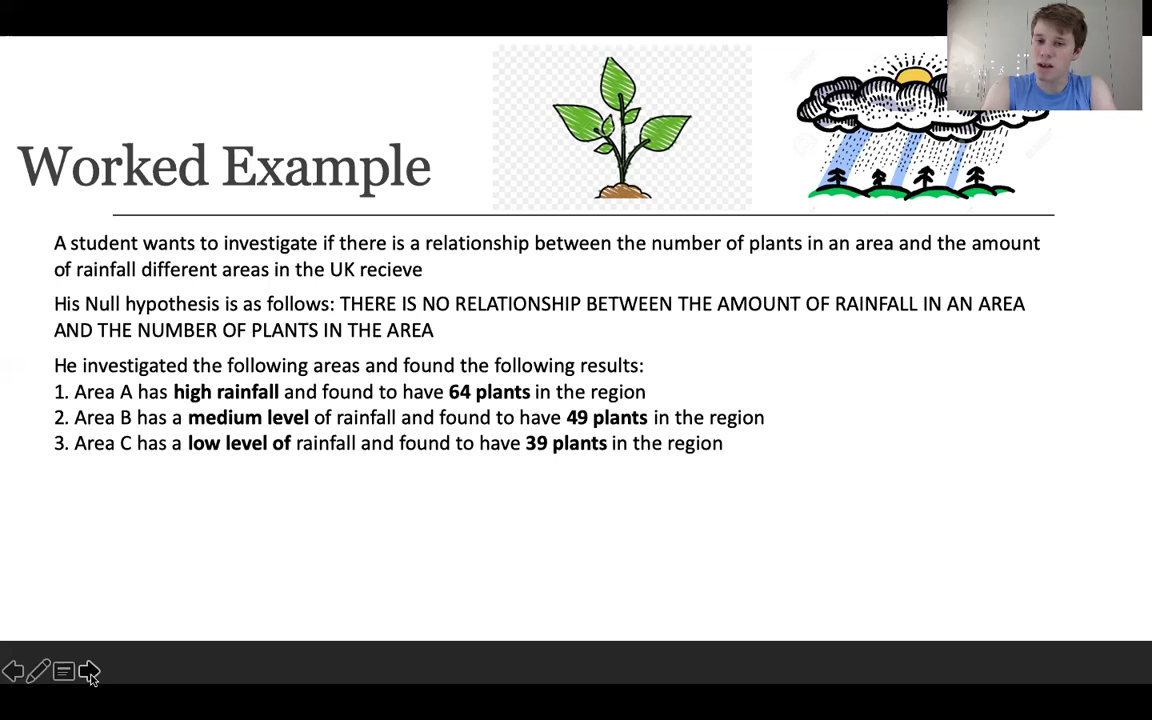 Worked Example
A student wants to investigate if there is a relationship between the number of plants in an area and the amount
of rainfall different areas in the UK recieve
His Null hypothesis is as follows: THERE IS NO RELATIONSHIP BETWEEN THE AMOUNT OF RAINFALL IN AN AREA
AND THE NUMBER OF PLANTS IN THE AREA
He investigated the following areas and found the following results:
1. Area A has high rainfall and found to have 64 plants in the region
2. Area B has a medium level of rainfall and found to have 49 plants in the region
3. Area C has a low level of rainfall and found to have 39 plants in the region